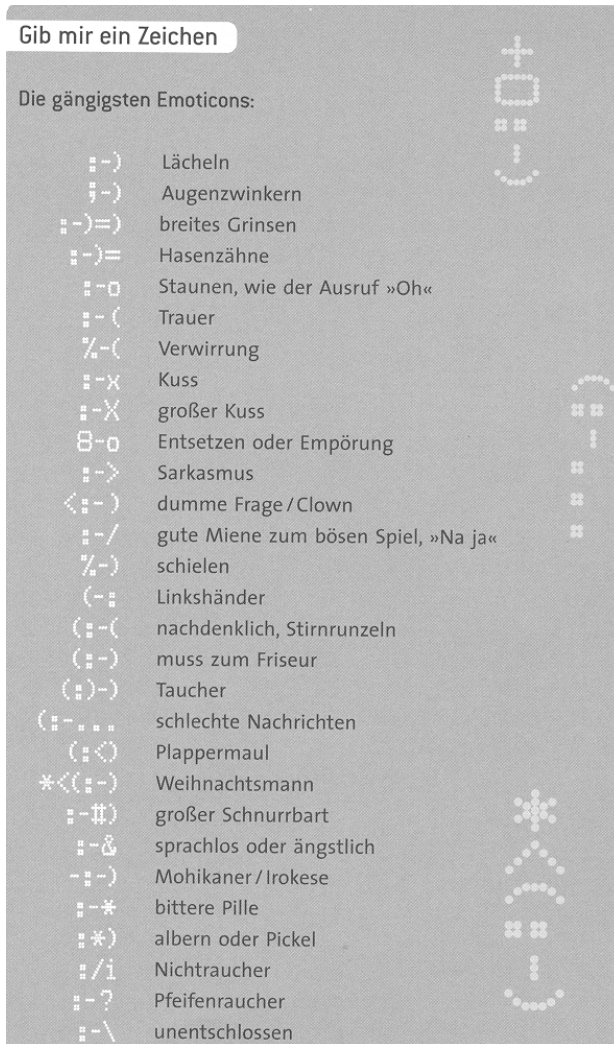 Gib mir ein Zeichen
Die gängigsten Emoticons:
:-) Lächeln
;-) Augenzwinkern
:-)=) breites Grinsen
:-)= Hasenzähne
:-o Staunen, wie der Ausruf »Oh«
:-( Trauer
%-( Verwirrung
:-x Kuss
:-X großer Kuss
8-o Entsetzen oder Empörung
:-> Sarkasmus
<:-) dumme Frage/Clown
:-/ gute Miene zum bösen Spiel, »Na ja«
%-) schielen
(-: Linkshänder
(:-( nachdenklich, Stirnrunzeln
(:-) muss zum Friseur
(:)-) Taucher
(:-... schlechte Nachrichten
(:<) Plappermaul
*<(:-) Weihnachtsmann
:-#) großer Schnurrbart
:-& sprachlos oder ängstlich
-:-) Mohikaner/Irokese
:-* bittere Pille
:*) albern oder Pickel
:/i Nichtraucher
:-? Pfeifenraucher
:-\ unentschlossen
+O:-)
(:-...
*<(:-)